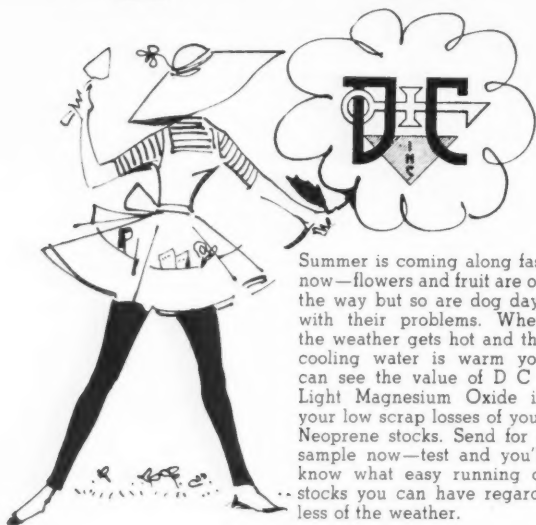 DC
IHS
P
Summer is coming along fas
now—flowers and fruit are o
the way but so are dog day
with their problems. Whe
the weather gets hot and th
cooling water is warm yo
can see the value of D C
Light Magnesium Oxide i
your low scrap losses of you
Neoprene stocks. Send for
sample now—test and you'
know what easy running o
stocks you can have regard
less of the weather.